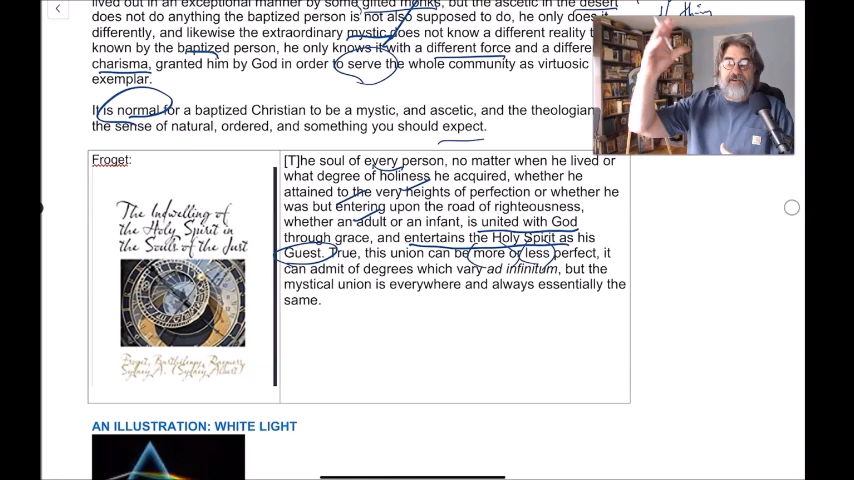 lived out in an exceptional manner by some gifted monks, but the ascetic in the desert
does not do anything the baptized person is not also supposed to do, he only does it
differently, and likewise the extraordinary mystic does not know a different reality
known by the baptized person, he only knows it with a different force and a
charisma, granted him by God in order to serve the whole community as virtuosic
exemplar.
It is normal for a baptized Christian to be a mystic, and ascetic, and the theologian
the sense of natural, ordered, and something you should expect.
Froget:
[T]he soul of every person, no matter when he lived or
what degree of holiness he acquired, whether he
attained to the very heights of perfection or whether he
was but entering upon the road of righteousness,
whether an adult or an infant, is united with God
through grace, and entertains the Holy Spirit as his
Guest. True, this union can be more or less perfect, it
can admit of degrees which vary ad infinitum, but the
mystical union is everywhere and always essentially the
same.
The Indwelling of
the Holy Spirit in
the Souls of the Just
Froget, Barthélemy,
Sydney A.
AN ILLUSTRATION: WHITE LIGHT